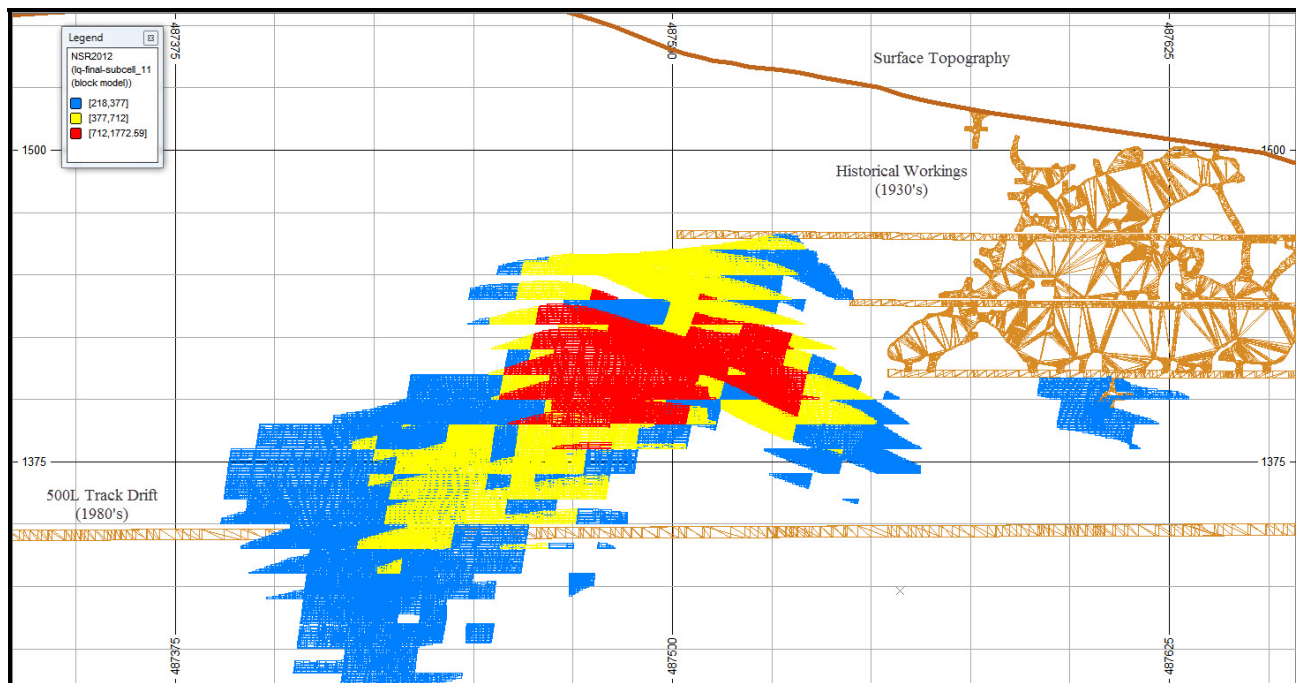 Legend
NSR2012
(lq-final-subcell_11
(block model))
[218,377]
[377,712]
[712,1772.59]
487375
487500
487625
Surface Topography
1500
1500
Historical Workings
(1930's)
1375
1375
500L Track Drift
(1980's)
487375
487500
487625